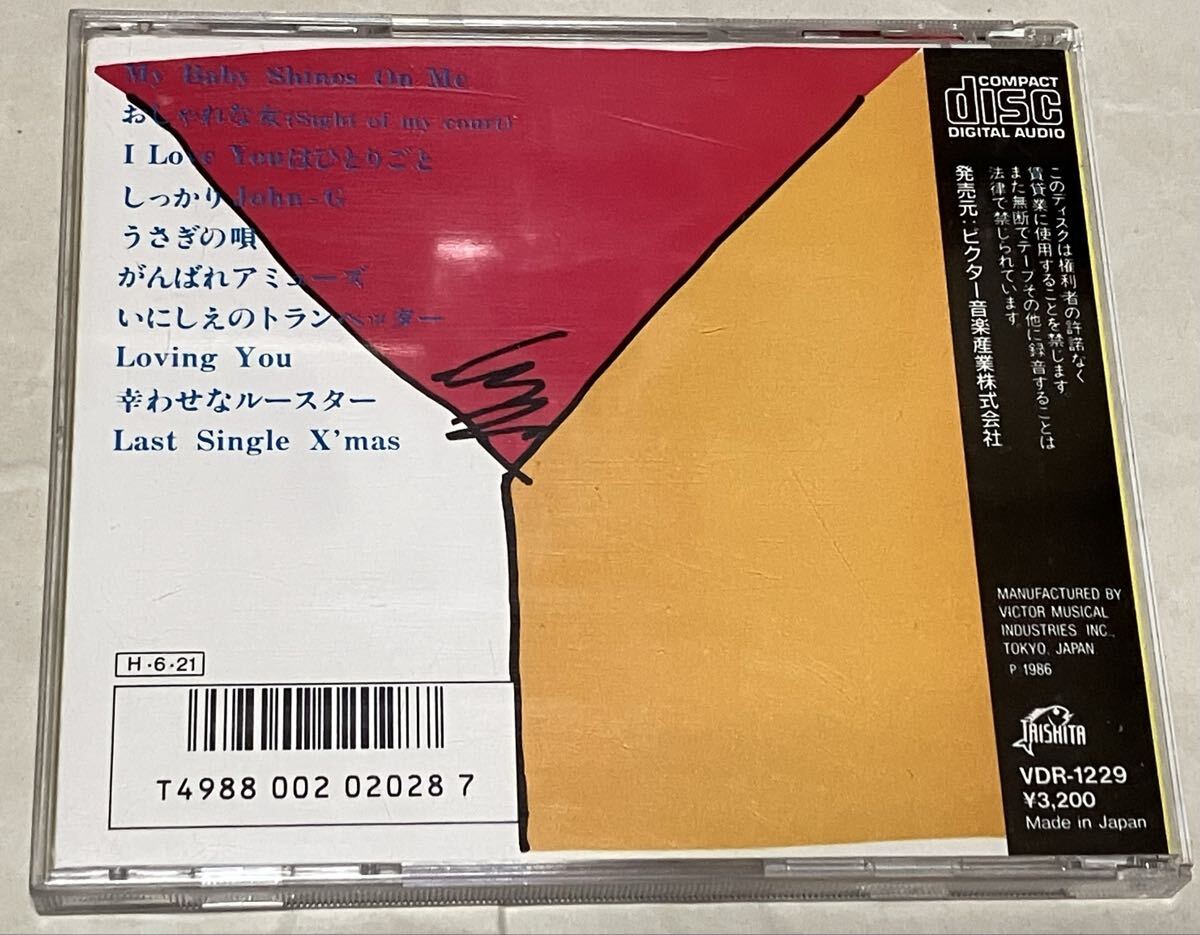 My Baby Shines On Me
おしゃれな女(Sight of my court)
I Love Youはひとりごと
しっかりJohn-G
うさぎの唄
がんばれアミューズ
いにしえのトランペッター
Loving You
幸わせなルースター
Last Single X'mas
H・6・21
T4988 002 02028 7
COMPACT
disc
DIGITAL AUDIO
このディスクは権利者の許諾なく
賃貸業に使用することを禁じます。
また無断でテープその他に録音することは
法律で禁じられています。
発売元：ビクター音楽産業株式会社
MANUFACTURED BY
VICTOR MUSICAL
INDUSTRIES INC.,
TOKYO, JAPAN
P 1986
TAISHITA
VDR-1229
¥3,200
Made in Japan